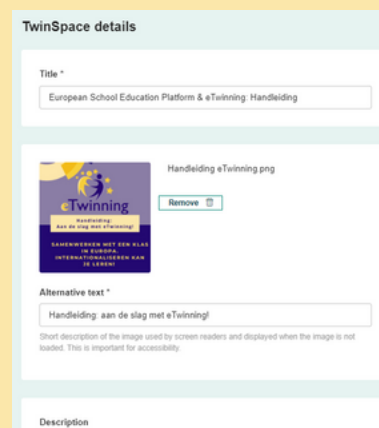 TwinSpace details
Title *
European School Education Platform & eTwinning: Handleiding
eTwinning
Handleiding:
Aan de slag met eTwinning!
SAMENWERKEN MET EEN KLAS
IN EUROPA.
INTERNATIONALISEREN KAN
JE LEREN!
Handleiding eTwinning.png
Remove
Alternative text *
Handleiding: aan de slag met eTwinning!
Short description of the image used by screen readers and displayed when the image is not
loaded. This is important for accessibility.
Description